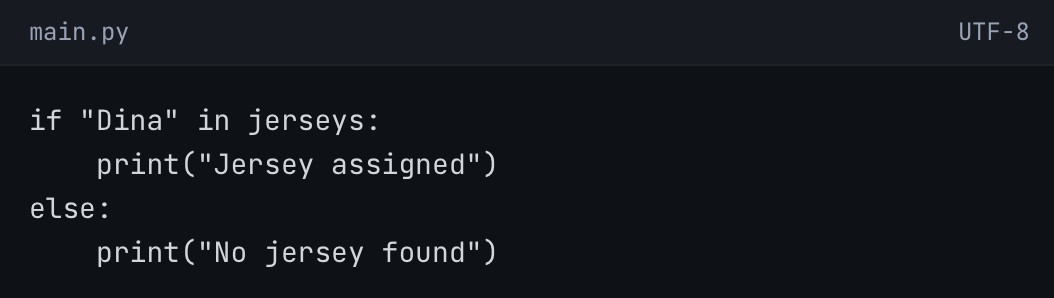 main.py
UTF-8
if "Dina" in jerseys:
    print("Jersey assigned")
else:
    print("No jersey found")